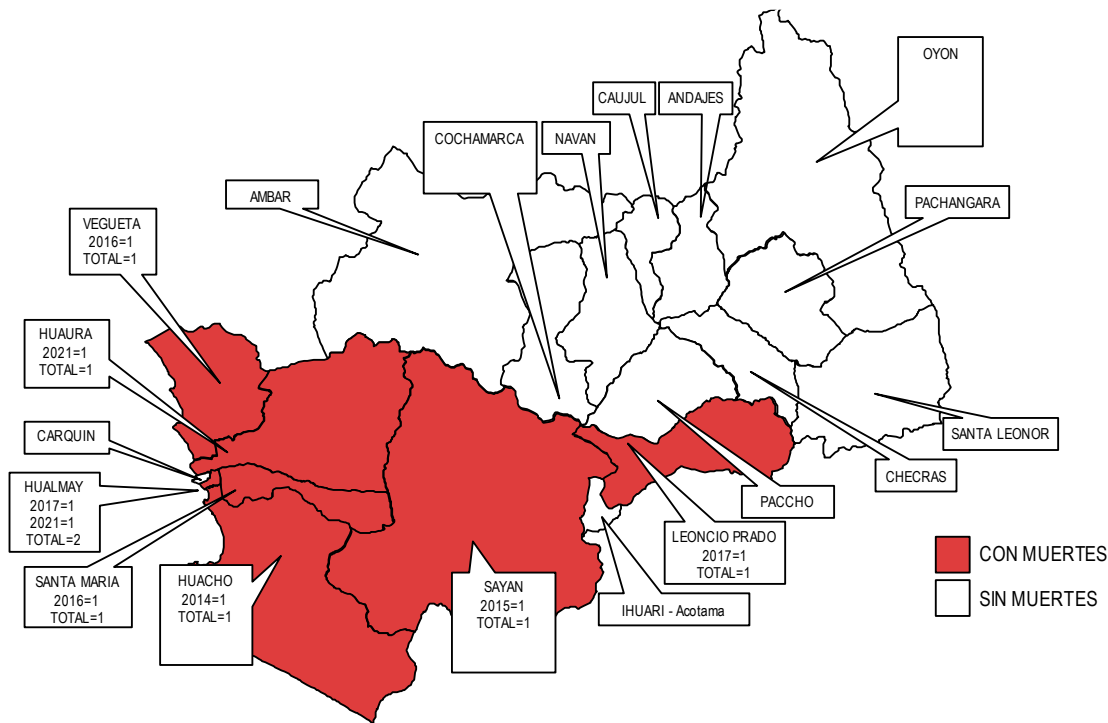 OYON
CAUJUL
ANDAJES
COCHAMARCA
NAVAN
AMBAR
PACHANGARA
VEGUETA
2016=1
TOTAL=1
HUAURA
2021=1
TOTAL=1
CARQUIN
HUALMAY
2017=1
2021=1
TOTAL=2
SANTA MARIA
2016=1
TOTAL=1
HUACHO
2014=1
TOTAL=1
SAYAN
2015=1
TOTAL=1
LEONCIO PRADO
2017=1
TOTAL=1
IHUARI - Acotama
PACCHO
CHECRAS
SANTA LEONOR
CON MUERTES
SIN MUERTES